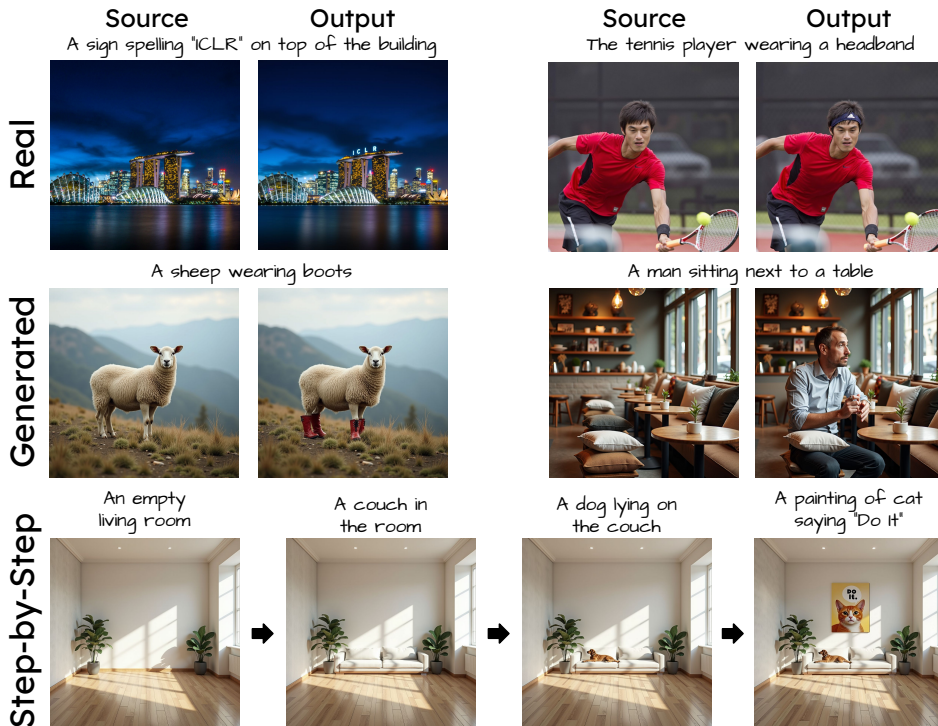 Source
Output
Source
Output
A sign spelling "ICLR" on top of the building
The tennis player wearing a headband
Real
I C L R
A sheep wearing boots
A man sitting next to a table
Generated
An empty
living room
A couch in
the room
A dog lying on
the couch
A painting of cat
saying "Do It"
Step-by-Step
DO
IT.